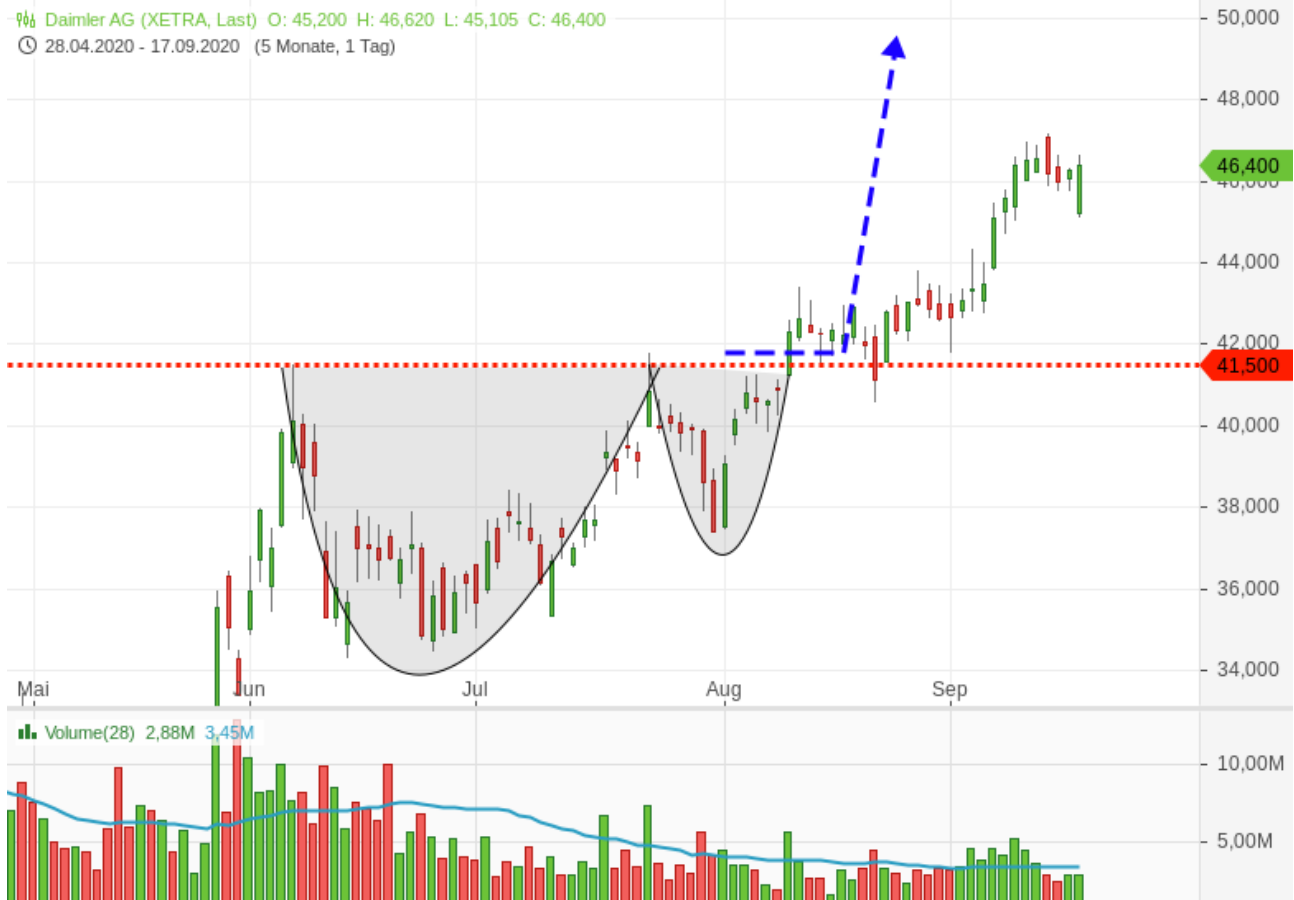 Daimler AG (XETRA, Last) O: 45,200 H: 46,620 L: 45,105 C: 46,400
28.04.2020 - 17.09.2020 (5 Monate, 1 Tag)
50,000
48,000
46,400
46,000
44,000
42,000
41,500
40,000
38,000
36,000
34,000
Mai Jun Jul Aug Sep
Volume(28) 2,88M 3,45M
10,00M
5,00M